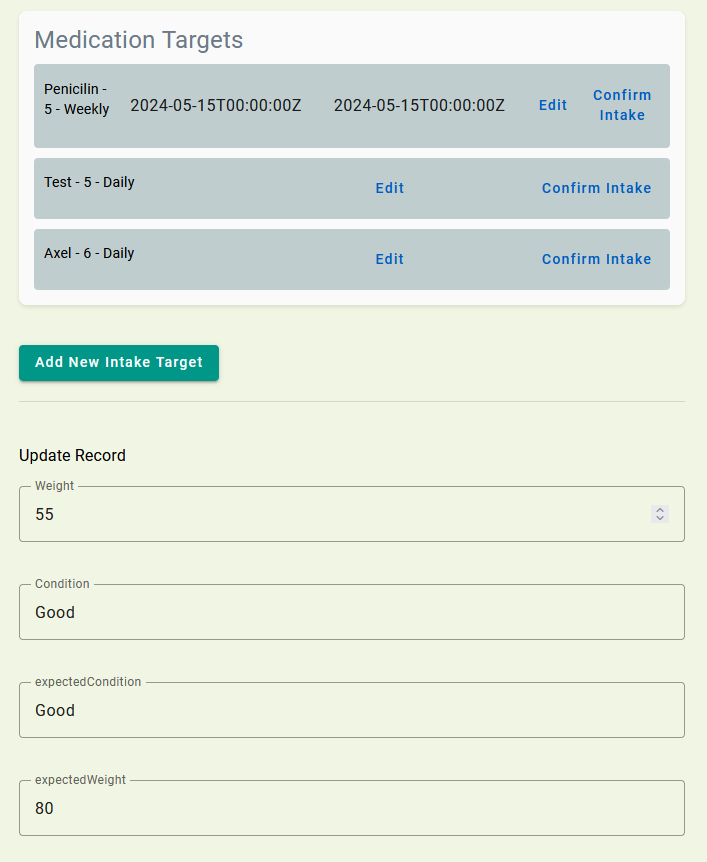 Medication Targets
Penicilin -
5 - Weekly
2024-05-15T00:00:00Z
2024-05-15T00:00:00Z
Edit
Confirm
Intake
Test - 5 - Daily
Edit
Confirm Intake
Axel - 6 - Daily
Edit
Confirm Intake
Add New Intake Target
Update Record
Weight
55
Condition
Good
expectedCondition
Good
expectedWeight
80